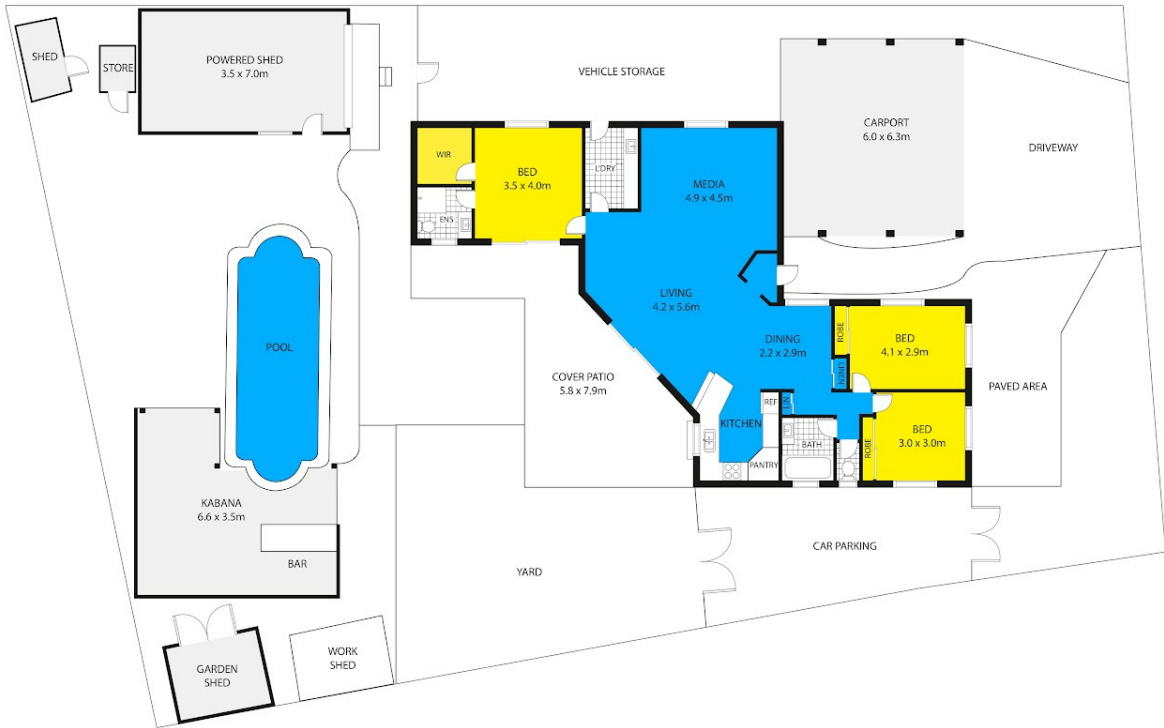 SHED
STORE
POWERED SHED
3.5 x 7.0m
VEHICLE STORAGE
CARPORT
6.0 x 6.3m
DRIVEWAY
WIR
BED
3.5 x 4.0m
L'DRY
MEDIA
4.9 x 4.5m
ENS
LIVING
4.2 x 5.6m
POOL
DINING
2.2 x 2.9m
ROBE
BED
4.1 x 2.9m
LINEN
COVER PATIO
5.8 x 7.9m
PAVED AREA
REF
LIN
KITCHEN
BATH
ROBE
BED
3.0 x 3.0m
PANTRY
KABANA
6.6 x 3.5m
BAR
CAR PARKING
YARD
WORK
SHED
GARDEN
SHED